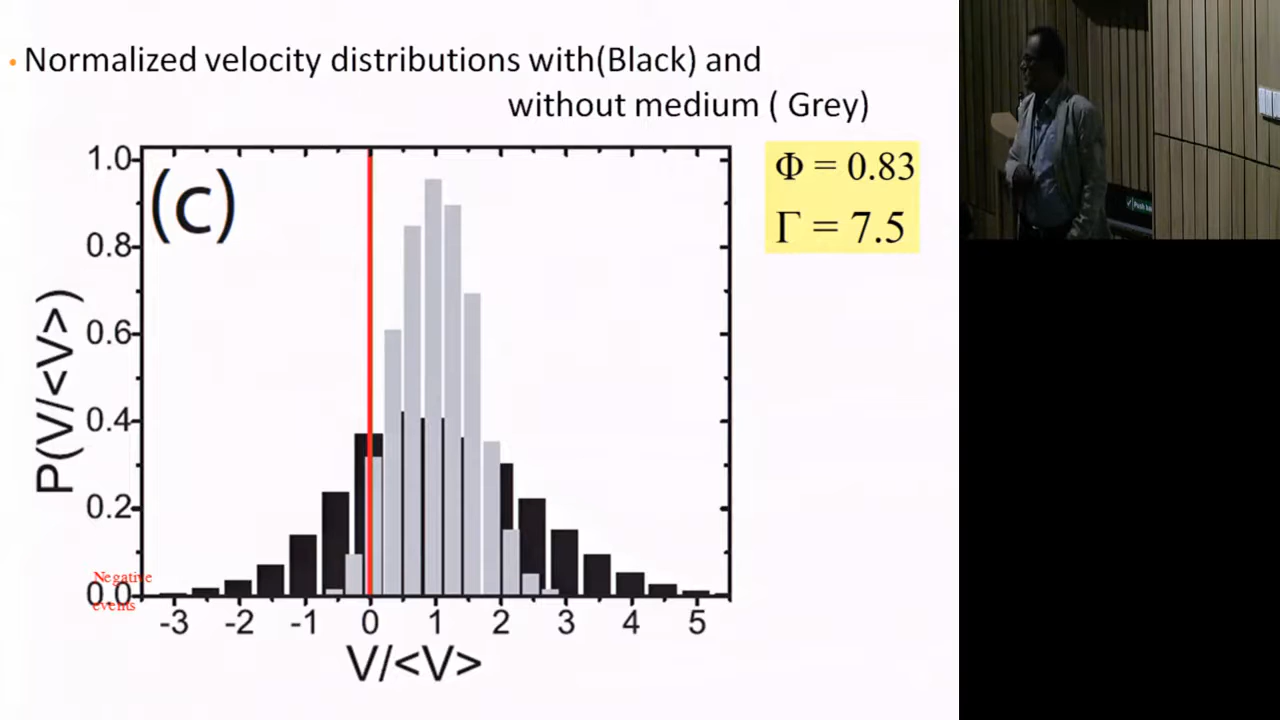 • Normalized velocity distributions with(Black) and
without medium ( Grey)
(c)
Φ = 0.83
Γ = 7.5
P(V/<V>)
1.0
0.8
0.6
0.4
0.2
0.0
Negative
events
-3 -2 -1 0 1 2 3 4 5
V/<V>